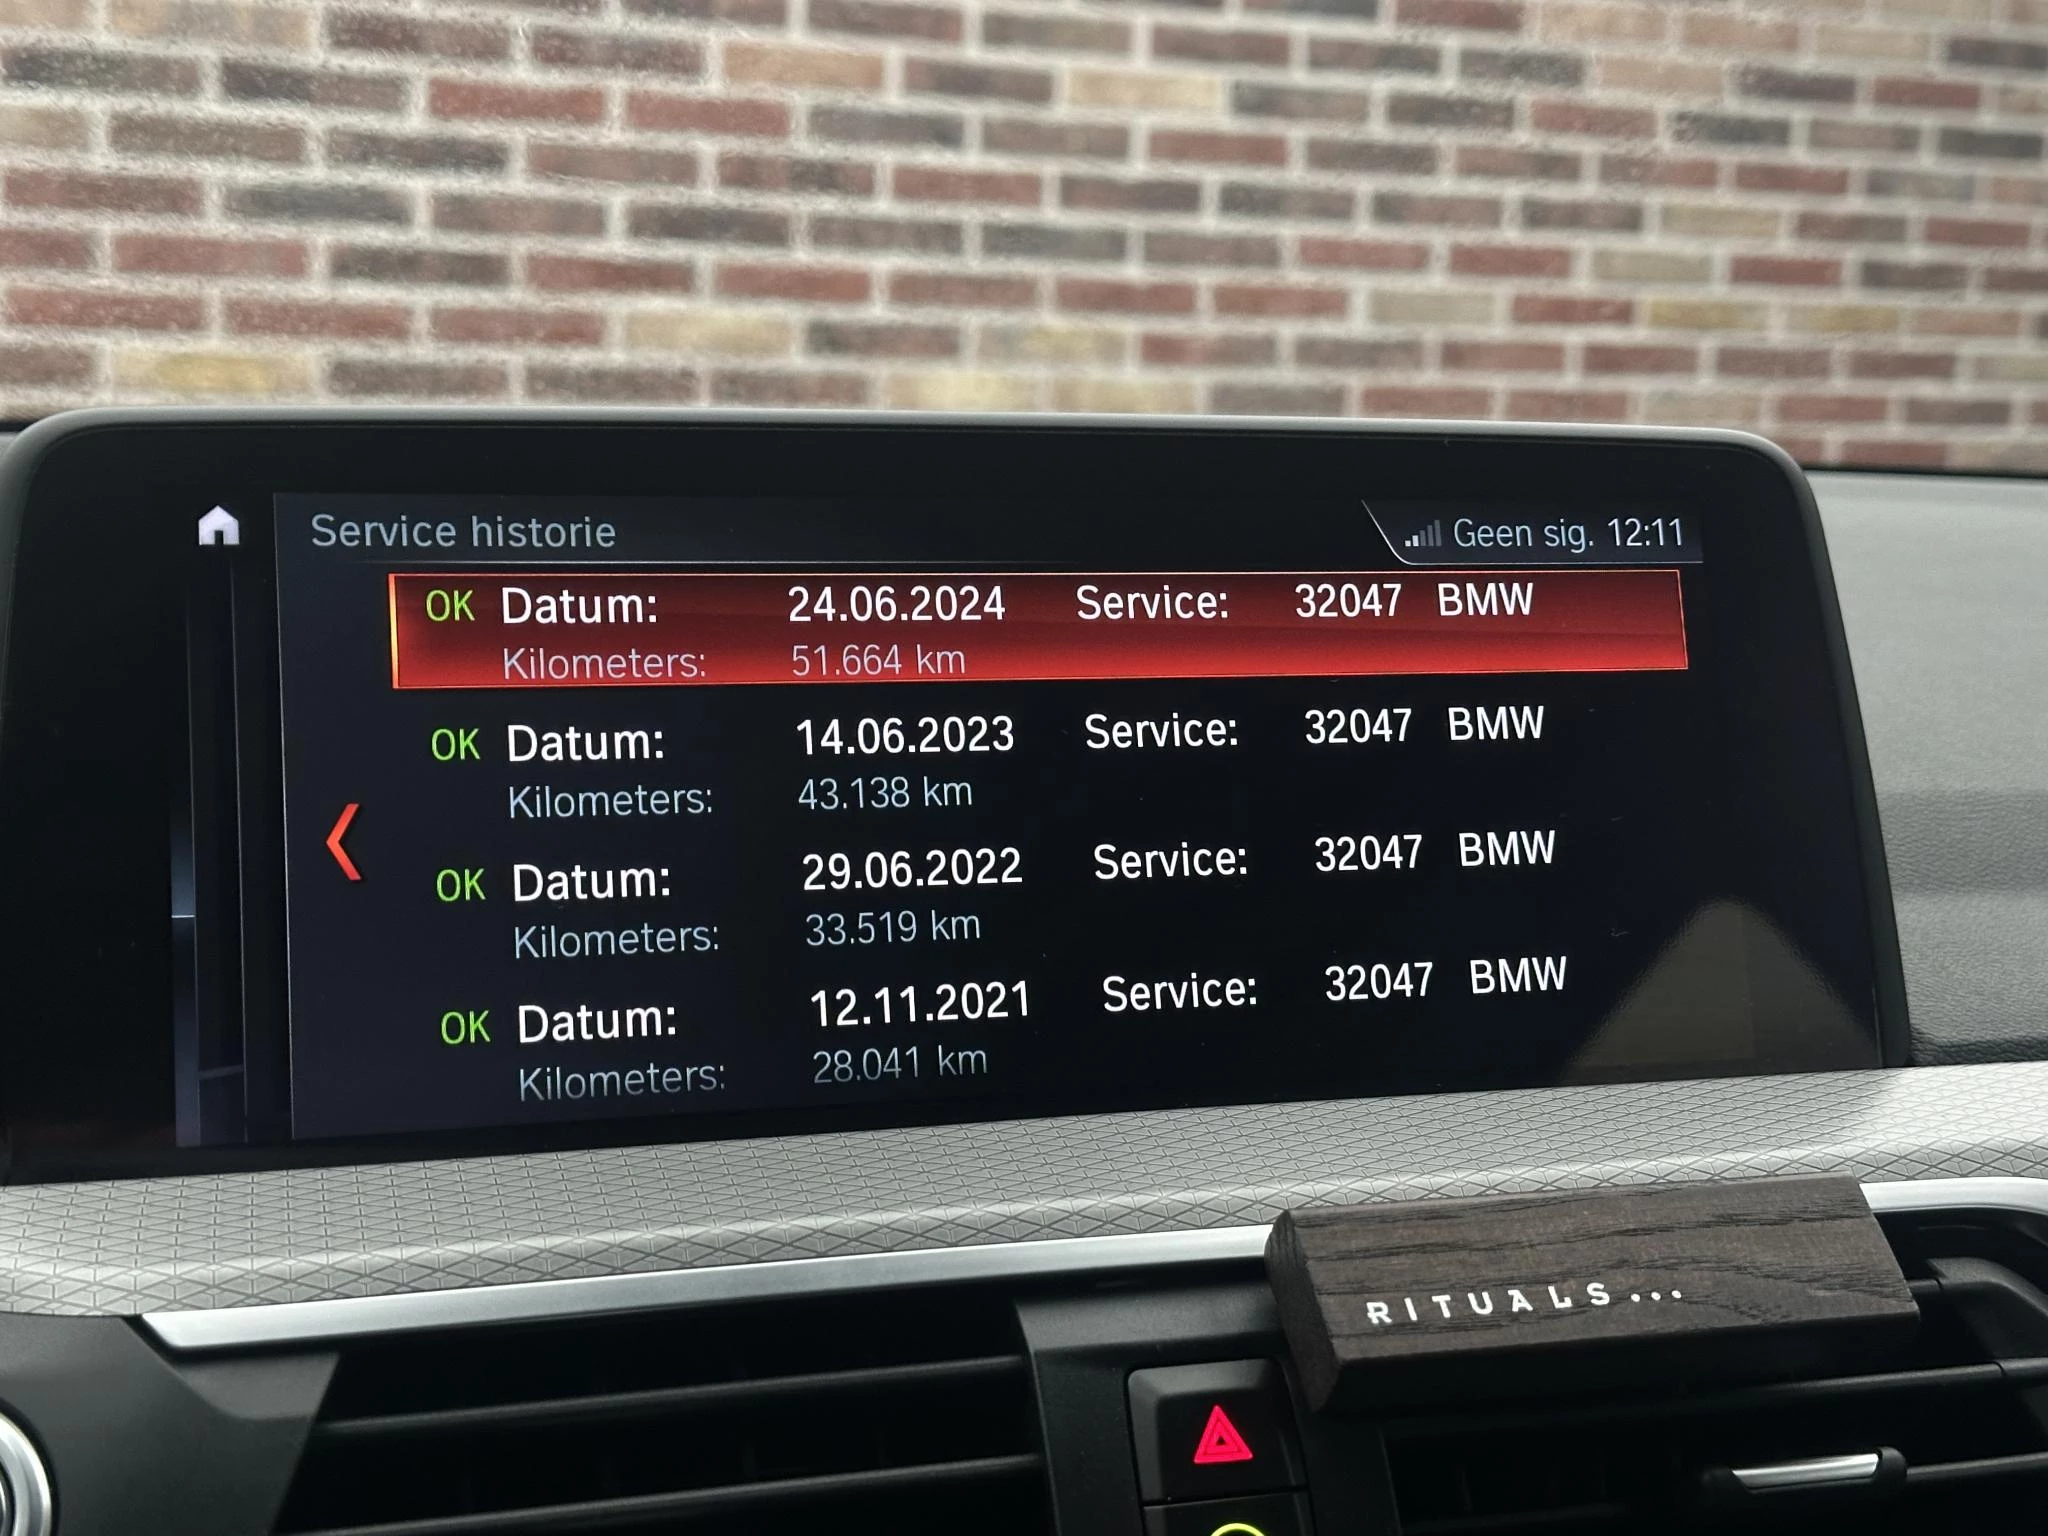 Service historie
Geen sig. 12:11
OK Datum: 24.06.2024 Service: 32047 BMW
Kilometers: 51.664 km
OK Datum: 14.06.2023 Service: 32047 BMW
Kilometers: 43.138 km
OK Datum: 29.06.2022 Service: 32047 BMW
Kilometers: 33.519 km
OK Datum: 12.11.2021 Service: 32047 BMW
Kilometers: 28.041 km
RITUALS...